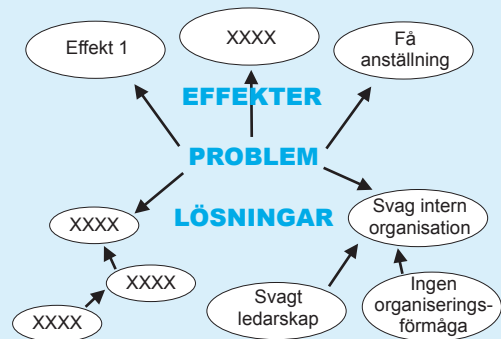 Effekt 1
XXXX
Få
anställning
EFFEKTER
PROBLEM
LÖSNINGAR
XXXX
XXXX
XXXX
Svag intern
organisation
Svagt
ledarskap
Ingen
organiserings-
förmåga